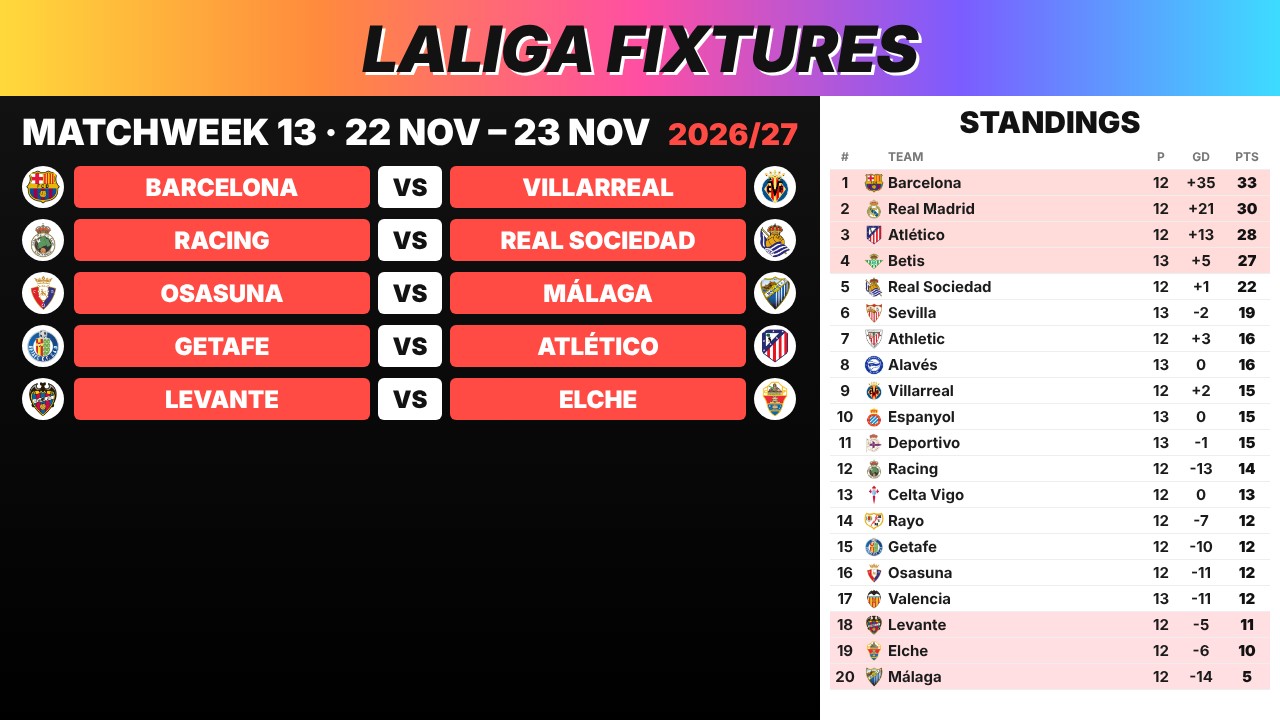 LALIGA FIXTURES
MATCHWEEK 13 · 22 NOV – 23 NOV 2026/27
BARCELONA VS VILLARREAL
RACING VS REAL SOCIEDAD
OSASUNA VS MÁLAGA
GETAFE VS ATLÉTICO
LEVANTE VS ELCHE
STANDINGS
# TEAM P GD PTS
1 Barcelona 12 +35 33
2 Real Madrid 12 +21 30
3 Atlético 12 +13 28
4 Betis 13 +5 27
5 Real Sociedad 12 +1 22
6 Sevilla 13 -2 19
7 Athletic 12 +3 16
8 Alavés 13 0 16
9 Villarreal 12 +2 15
10 Espanyol 13 0 15
11 Deportivo 13 -1 15
12 Racing 12 -13 14
13 Celta Vigo 12 0 13
14 Rayo 12 -7 12
15 Getafe 12 -10 12
16 Osasuna 12 -11 12
17 Valencia 13 -11 12
18 Levante 12 -5 11
19 Elche 12 -6 10
20 Málaga 12 -14 5